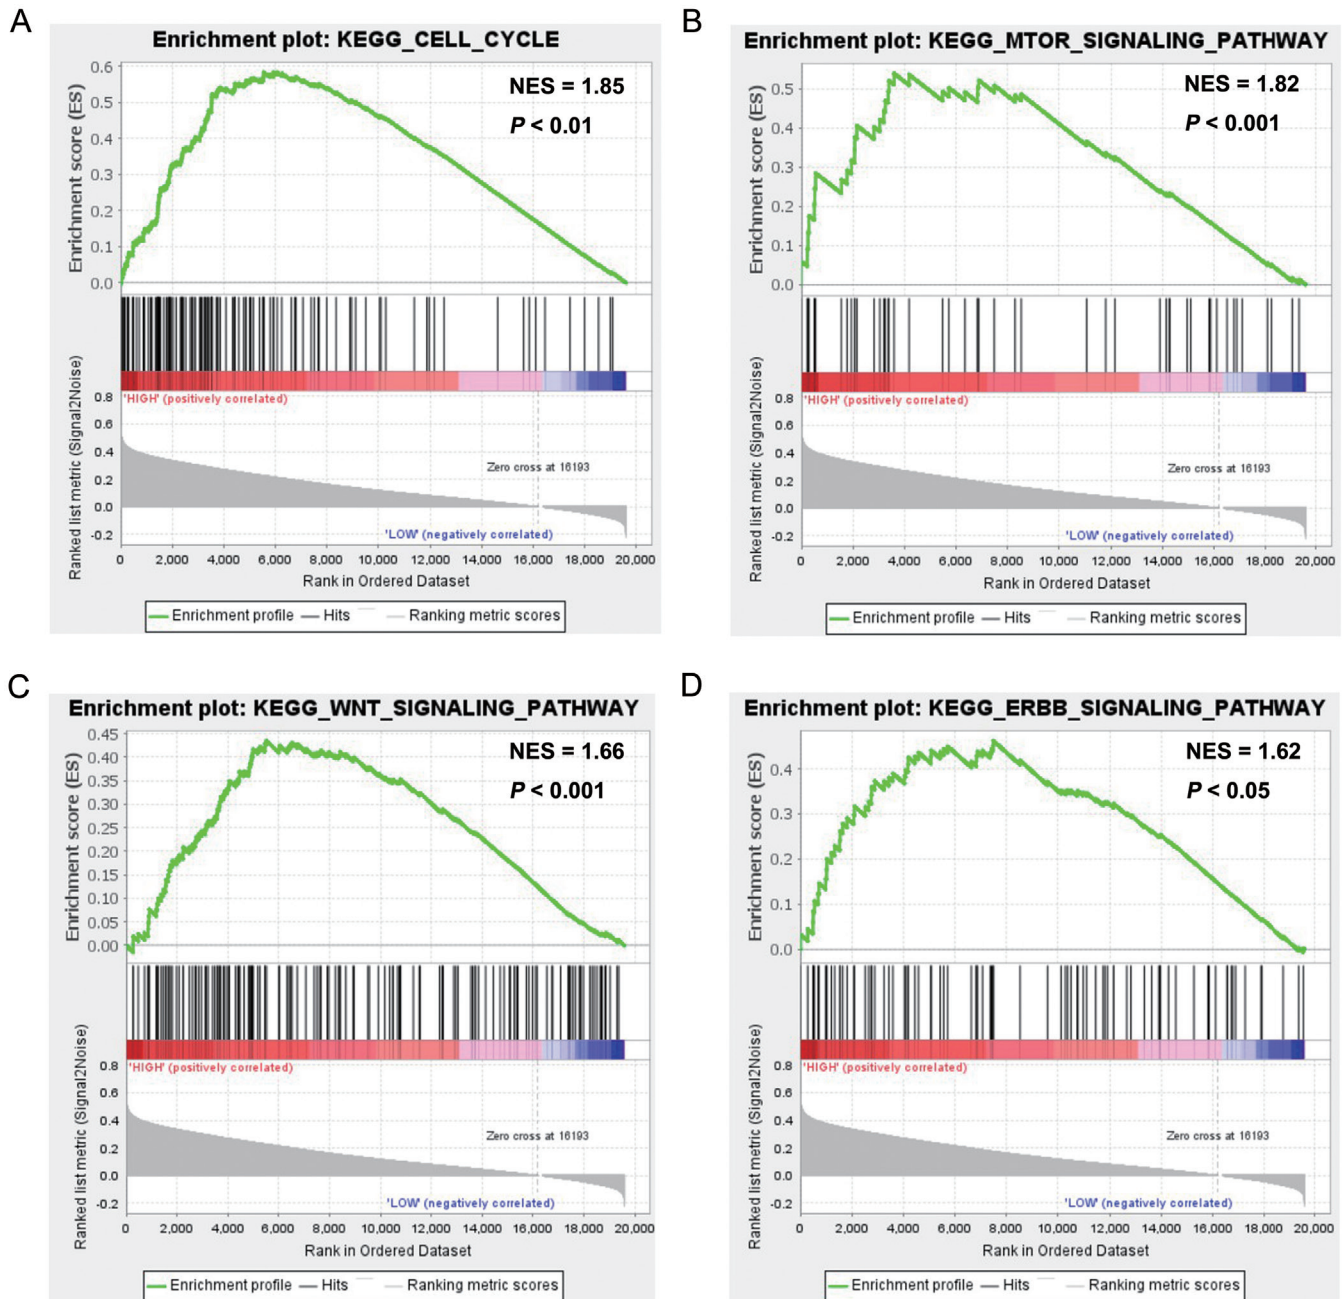 A
Enrichment plot: KEGG_CELL_CYCLE
Enrichment score (ES)
0.6
0.5
0.4
0.3
0.2
0.1
0.0
NES = 1.85
P < 0.01
'HIGH' (positively correlated)
Ranked list metric (Signal2Noise)
0.8
0.6
0.4
0.2
0.0
-0.2
Zero cross at 16193
'LOW' (negatively correlated)
0 2,000 4,000 6,000 8,000 10,000 12,000 14,000 16,000 18,000 20,000
Rank in Ordered Dataset
Enrichment profile Hits Ranking metric scores
B
Enrichment plot: KEGG_MTOR_SIGNALING_PATHWAY
Enrichment score (ES)
0.5
0.4
0.3
0.2
0.1
0.0
NES = 1.82
P < 0.001
'HIGH' (positively correlated)
Ranked list metric (Signal2Noise)
0.8
0.6
0.4
0.2
0.0
-0.2
Zero cross at 16193
'LOW' (negatively correlated)
0 2,000 4,000 6,000 8,000 10,000 12,000 14,000 16,000 18,000 20,000
Rank in Ordered Dataset
Enrichment profile Hits Ranking metric scores
C
Enrichment plot: KEGG_WNT_SIGNALING_PATHWAY
Enrichment score (ES)
0.45
0.40
0.35
0.30
0.25
0.20
0.15
0.10
0.05
0.00
NES = 1.66
P < 0.001
'HIGH' (positively correlated)
Ranked list metric (Signal2Noise)
0.8
0.6
0.4
0.2
0.0
-0.2
Zero cross at 16193
'LOW' (negatively correlated)
0 2,000 4,000 6,000 8,000 10,000 12,000 14,000 16,000 18,000 20,000
Rank in Ordered Dataset
Enrichment profile Hits Ranking metric scores
D
Enrichment plot: KEGG_ERBB_SIGNALING_PATHWAY
Enrichment score (ES)
0.4
0.3
0.2
0.1
0.0
NES = 1.62
P < 0.05
'HIGH' (positively correlated)
Ranked list metric (Signal2Noise)
0.8
0.6
0.4
0.2
0.0
-0.2
Zero cross at 16193
'LOW' (negatively correlated)
0 2,000 4,000 6,000 8,000 10,000 12,000 14,000 16,000 18,000 20,000
Rank in Ordered Dataset
Enrichment profile Hits Ranking metric scores